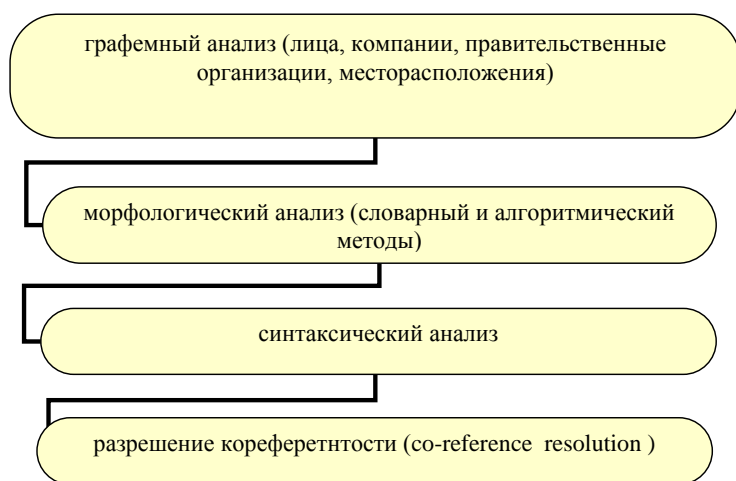 графемный анализ (лица, компании, правительственные
организации, месторасположения)
морфологический анализ (словарный и алгоритмический
методы)
синтаксический анализ
разрешение кореферетнтости (co-reference resolution )